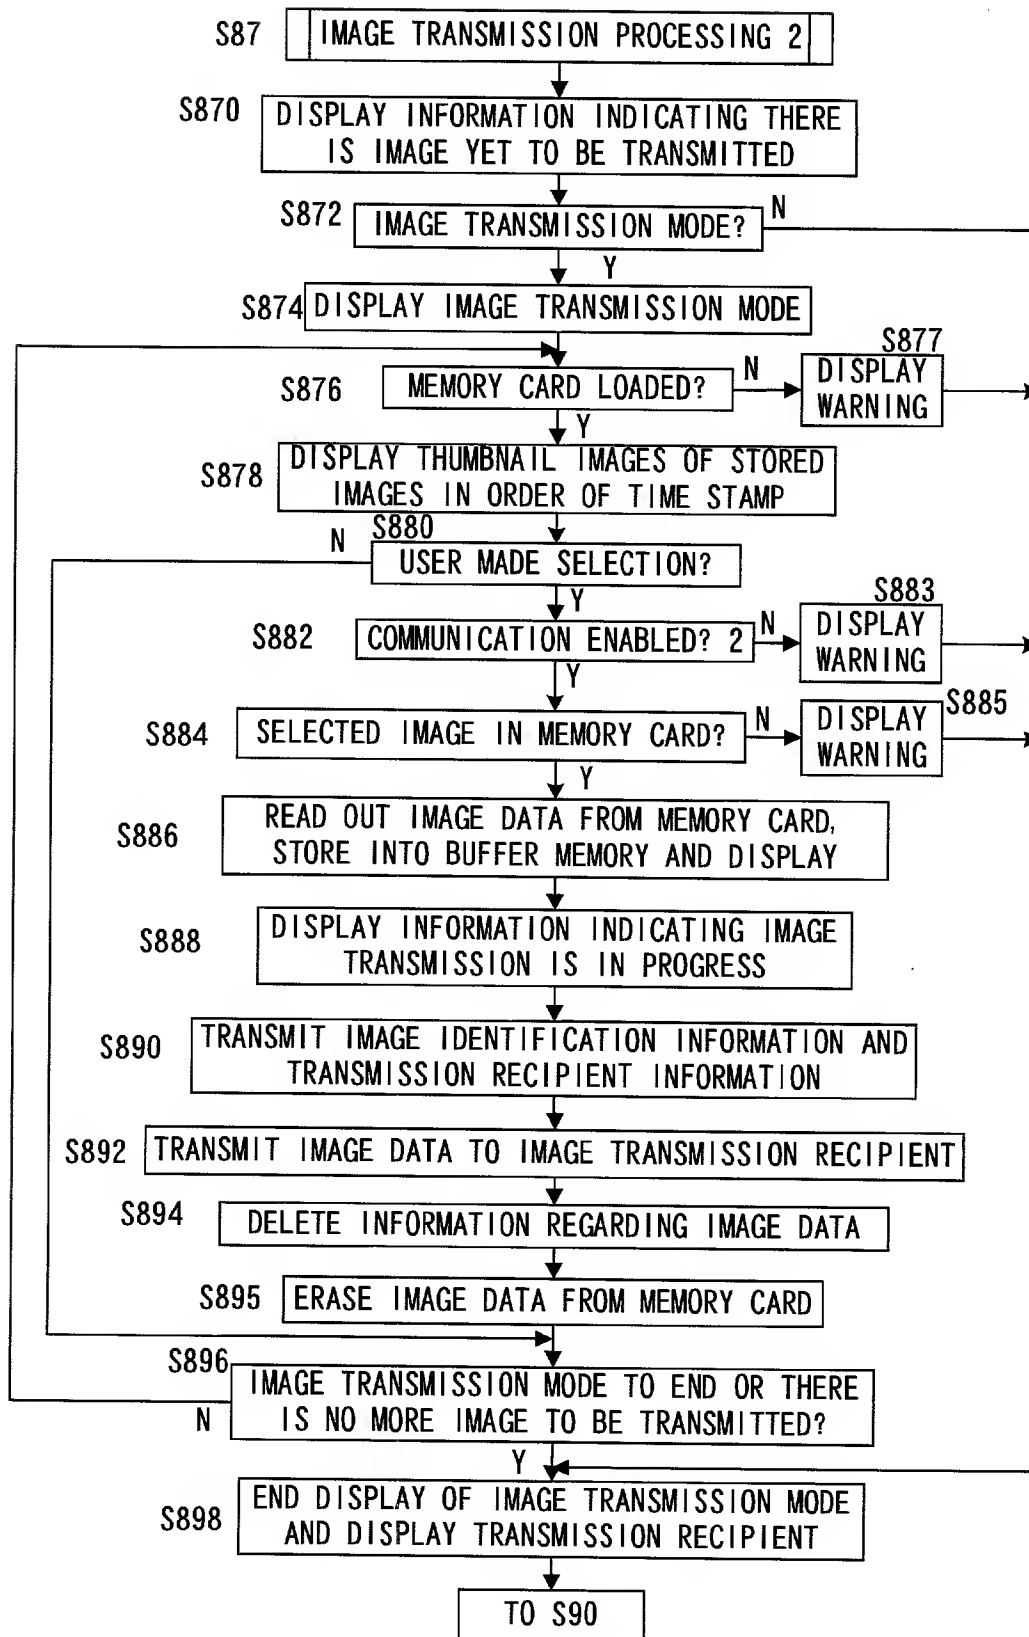 S87 IMAGE TRANSMISSION PROCESSING 2
S870 DISPLAY INFORMATION INDICATING THERE
IS IMAGE YET TO BE TRANSMITTED
S872 IMAGE TRANSMISSION MODE? N
Y
S874 DISPLAY IMAGE TRANSMISSION MODE
S876 MEMORY CARD LOADED? N
S877
DISPLAY
WARNING
Y
S878 DISPLAY THUMBNAIL IMAGES OF STORED
IMAGES IN ORDER OF TIME STAMP
S880
N USER MADE SELECTION?
Y
S882 COMMUNICATION ENABLED? 2 N
S883
DISPLAY
WARNING
Y
S884 SELECTED IMAGE IN MEMORY CARD? N
S885
DISPLAY
WARNING
Y
S886 READ OUT IMAGE DATA FROM MEMORY CARD,
STORE INTO BUFFER MEMORY AND DISPLAY
S888 DISPLAY INFORMATION INDICATING IMAGE
TRANSMISSION IS IN PROGRESS
S890 TRANSMIT IMAGE IDENTIFICATION INFORMATION AND
TRANSMISSION RECIPIENT INFORMATION
S892 TRANSMIT IMAGE DATA TO IMAGE TRANSMISSION RECIPIENT
S894 DELETE INFORMATION REGARDING IMAGE DATA
S895 ERASE IMAGE DATA FROM MEMORY CARD
S896
IMAGE TRANSMISSION MODE TO END OR THERE
IS NO MORE IMAGE TO BE TRANSMITTED?
N
Y
S898 END DISPLAY OF IMAGE TRANSMISSION MODE
AND DISPLAY TRANSMISSION RECIPIENT
TO S90